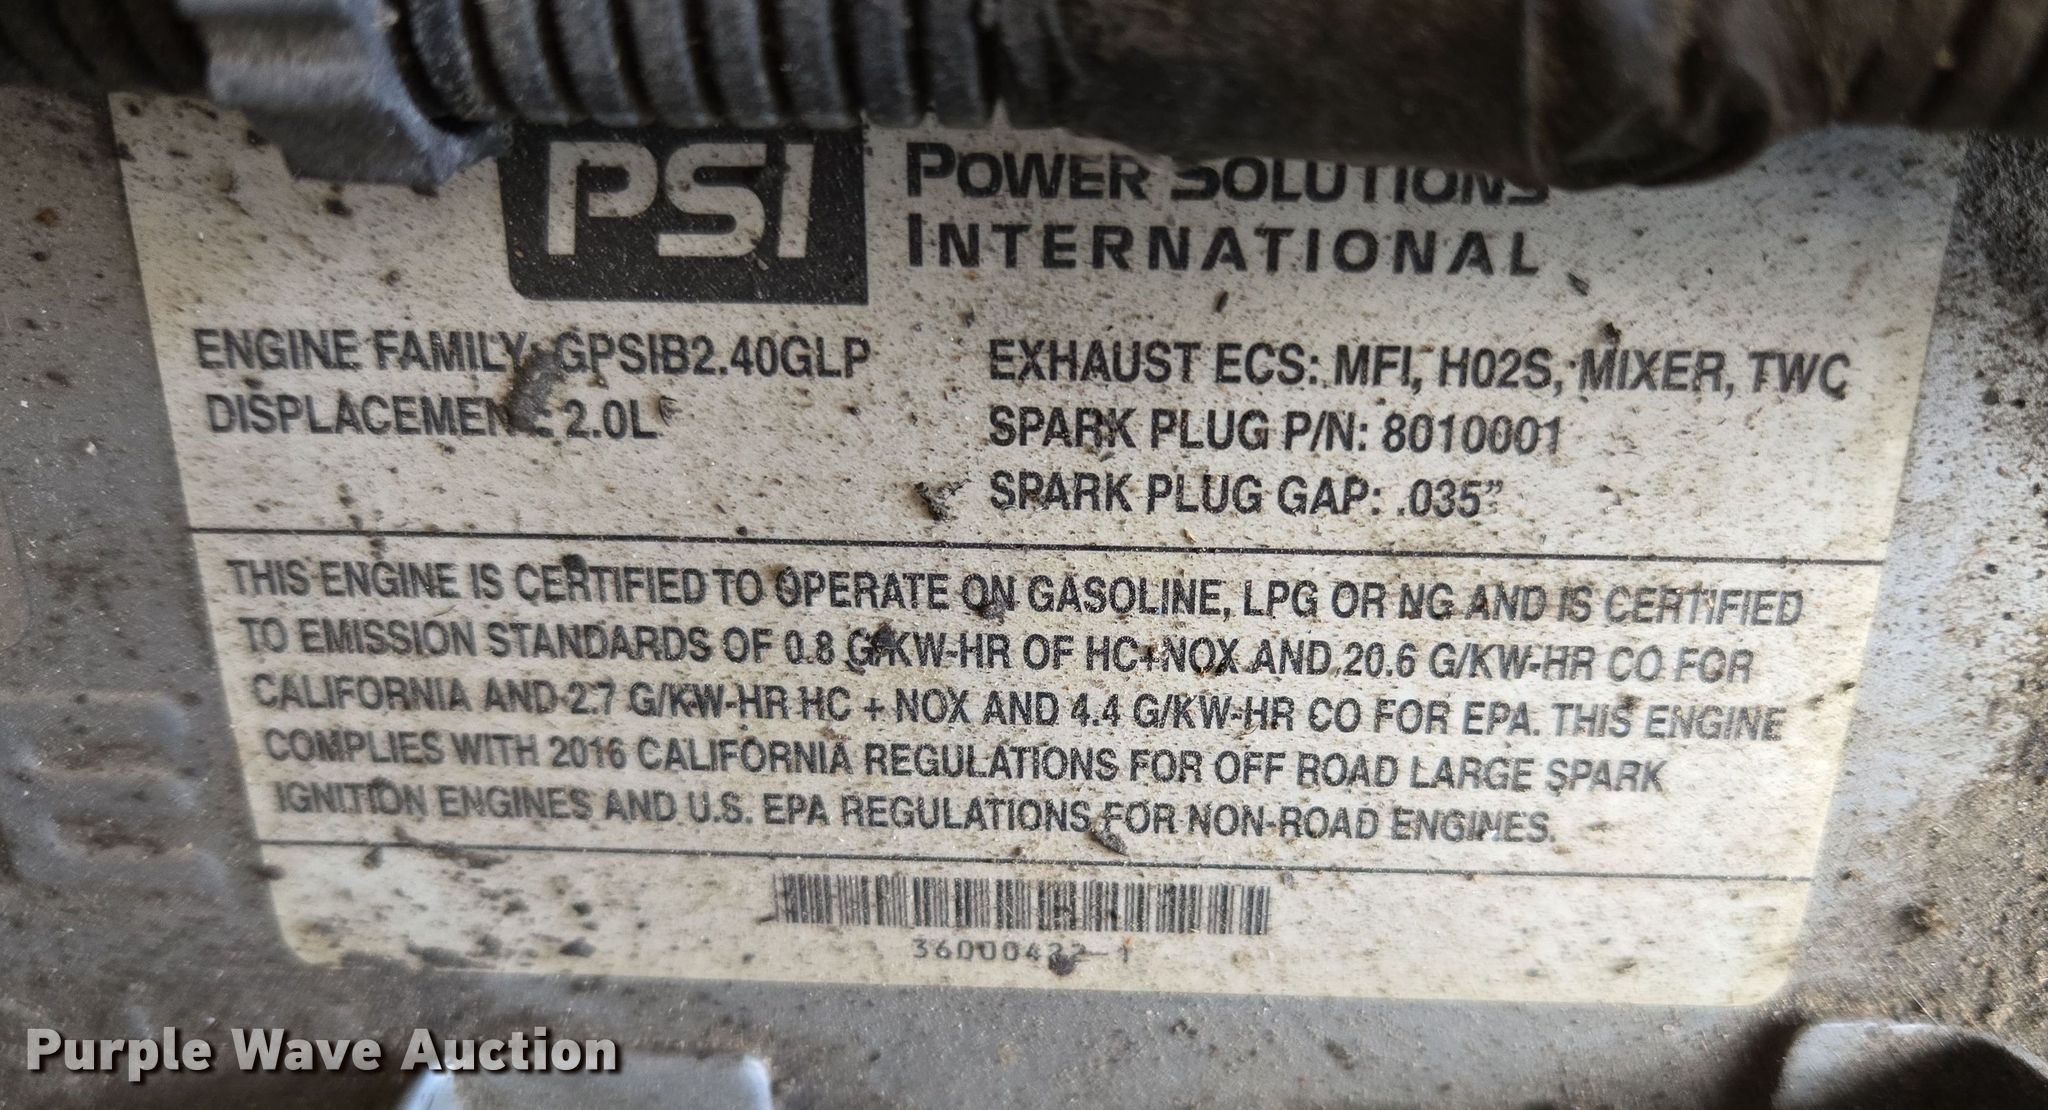 PSI
POWER SOLUTIONS
INTERNATIONAL
ENGINE FAMILY: GPSIB2.40GLP
DISPLACEMENT: 2.0L
EXHAUST ECS: MFI, H02S, MIXER, TWC
SPARK PLUG P/N: 8010001
SPARK PLUG GAP: .035”
THIS ENGINE IS CERTIFIED TO OPERATE ON GASOLINE, LPG OR NG AND IS CERTIFIED
TO EMISSION STANDARDS OF 0.8 G/KW-HR OF HC+NOX AND 20.6 G/KW-HR CO FOR
CALIFORNIA AND 2.7 G/KW-HR HC + NOX AND 4.4 G/KW-HR CO FOR EPA. THIS ENGINE
COMPLIES WITH 2016 CALIFORNIA REGULATIONS FOR OFF ROAD LARGE SPARK
IGNITION ENGINES AND U.S. EPA REGULATIONS FOR NON-ROAD ENGINES.
36000422-1
Purple Wave Auction